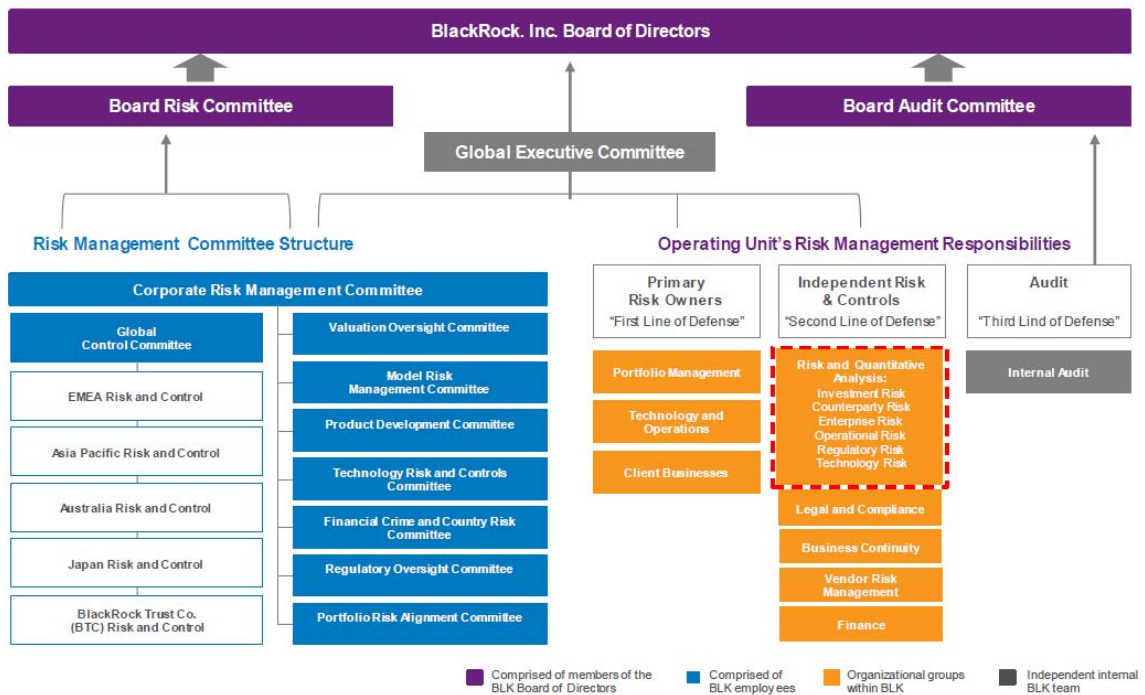 BlackRock. Inc. Board of Directors
Board Risk Committee
Board Audit Committee
Global Executive Committee
Risk Management Committee Structure
Operating Unit's Risk Management Responsibilities
Corporate Risk Management Committee
Global
Control Committee
EMEA Risk and Control
Asia Pacific Risk and Control
Australia Risk and Control
Japan Risk and Control
BlackRock Trust Co.
(BTC) Risk and Control
Valuation Oversight Committee
Model Risk
Management Committee
Product Development Committee
Technology Risk and Controls
Committee
Financial Crime and Country Risk
Committee
Regulatory Oversight Committee
Portfolio Risk Alignment Committee
Primary
Risk Owners
"First Line of Defense"
Portfolio Management
Technology and
Operations
Client Businesses
Independent Risk
& Controls
"Second Line of Defense"
Risk and Quantitative
Analysis:
Investment Risk
Counterparty Risk
Enterprise Risk
Operational Risk
Regulatory Risk
Technology Risk
Legal and Compliance
Business Continuity
Vendor Risk
Management
Finance
Audit
"Third Lind of Defense"
Internal Audit
Comprised of members of the
BLK Board of Directors
Comprised of
BLK employees
Organizational groups
within BLK
Independent internal
BLK team